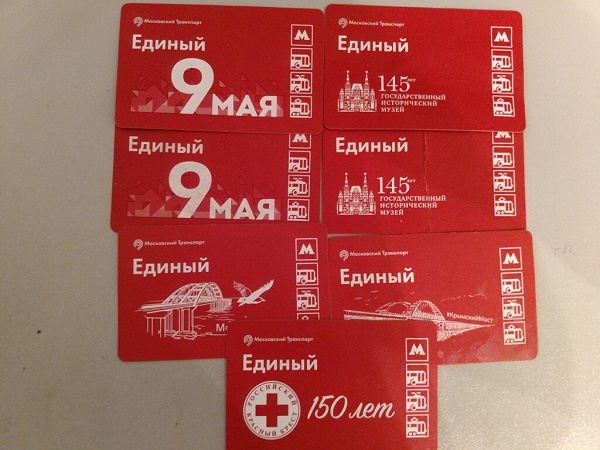 Московский Транспорт
Единый
М
9 МАЯ
Московский Транспорт
Единый
М
145 лет
ГОСУДАРСТВЕННЫЙ
ИСТОРИЧЕСКИЙ
МУЗЕЙ
Единый
М
9 МАЯ
Единый
145 лет
ГОСУДАРСТВЕННЫЙ
ИСТОРИЧЕСКИЙ
МУЗЕЙ
Московский Транспорт
Единый
М
Московский Транспорт
Единый
М
#КрымскийМост
Московский Транспорт
Единый
М
РОССИЙСКИЙ
КРАСНЫЙ КРЕСТ
150 лет